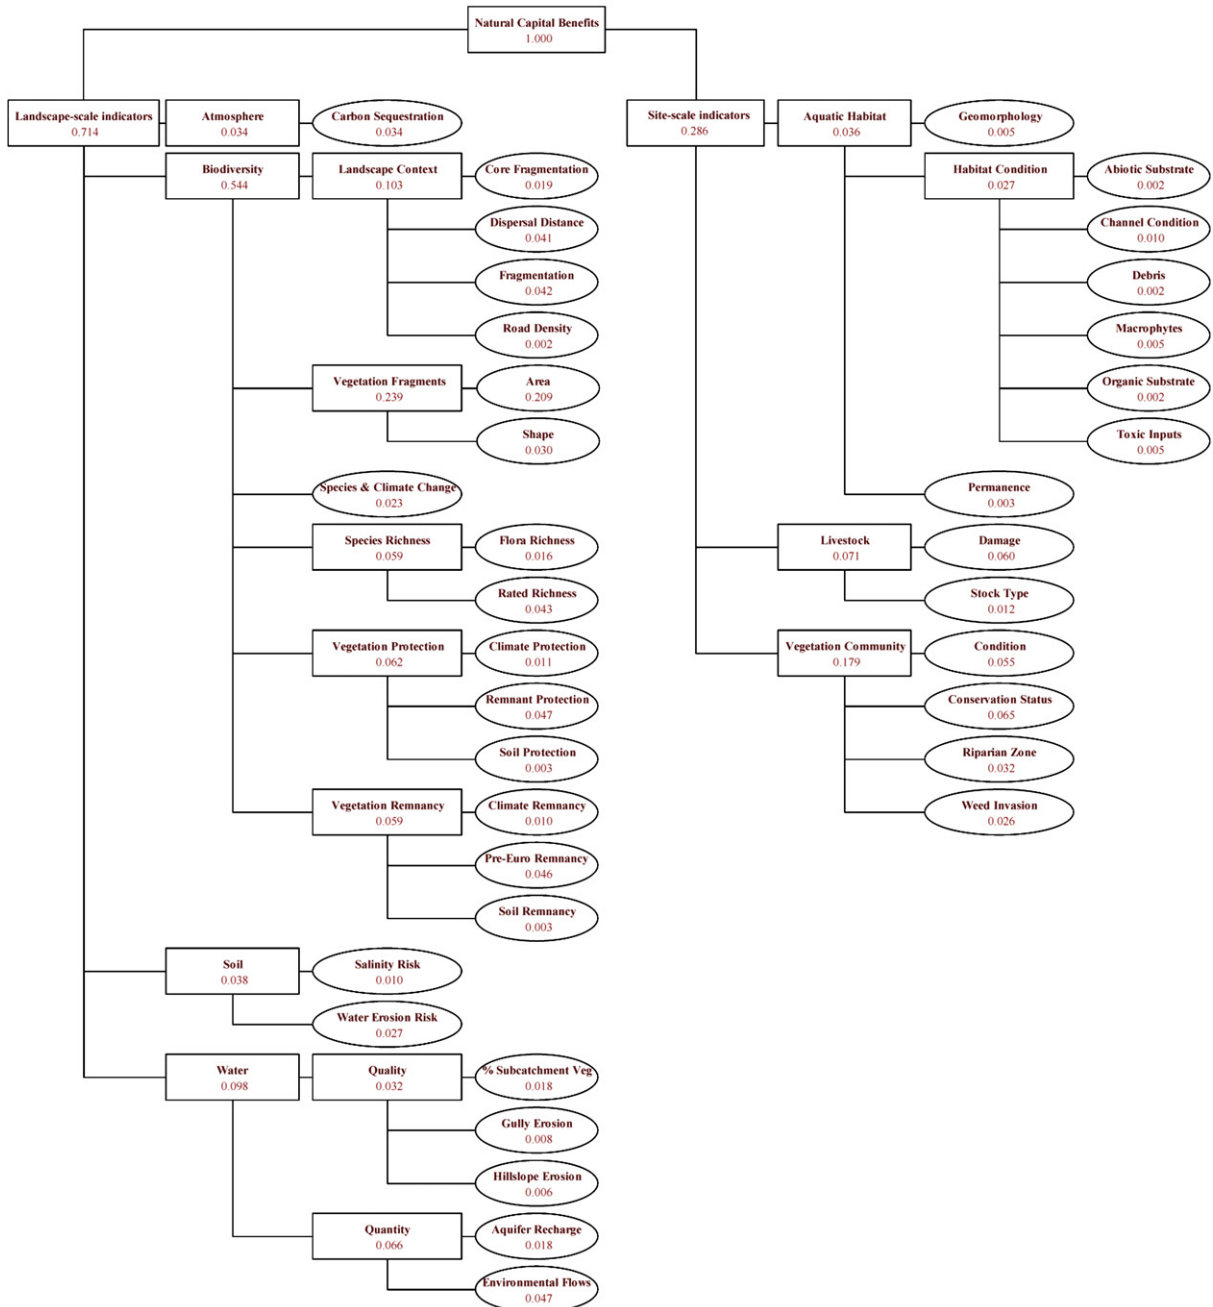 Natural Capital Benefits
1.000
Landscape-scale indicators
0.714
Atmosphere
0.034
Carbon Sequestration
0.034
Biodiversity
0.544
Landscape Context
0.103
Core Fragmentation
0.019
Dispersal Distance
0.041
Fragmentation
0.042
Road Density
0.002
Vegetation Fragments
0.239
Area
0.209
Shape
0.030
Species & Climate Change
0.023
Species Richness
0.059
Flora Richness
0.016
Rated Richness
0.043
Vegetation Protection
0.062
Climate Protection
0.011
Remnant Protection
0.047
Soil Protection
0.003
Vegetation Remnancy
0.059
Climate Remnancy
0.010
Pre-Euro Remnancy
0.046
Soil Remnancy
0.003
Soil
0.038
Salinity Risk
0.010
Water Erosion Risk
0.027
Water
0.098
Quality
0.032
% Subcatchment Veg
0.018
Gully Erosion
0.008
Hillslope Erosion
0.006
Quantity
0.066
Aquifer Recharge
0.018
Environmental Flows
0.047
Site-scale indicators
0.286
Aquatic Habitat
0.036
Geomorphology
0.005
Habitat Condition
0.027
Abiotic Substrate
0.002
Channel Condition
0.010
Debris
0.002
Macrophytes
0.005
Organic Substrate
0.002
Toxic Inputs
0.005
Permanence
0.003
Livestock
0.071
Damage
0.060
Stock Type
0.012
Vegetation Community
0.179
Condition
0.055
Conservation Status
0.065
Riparian Zone
0.032
Weed Invasion
0.026